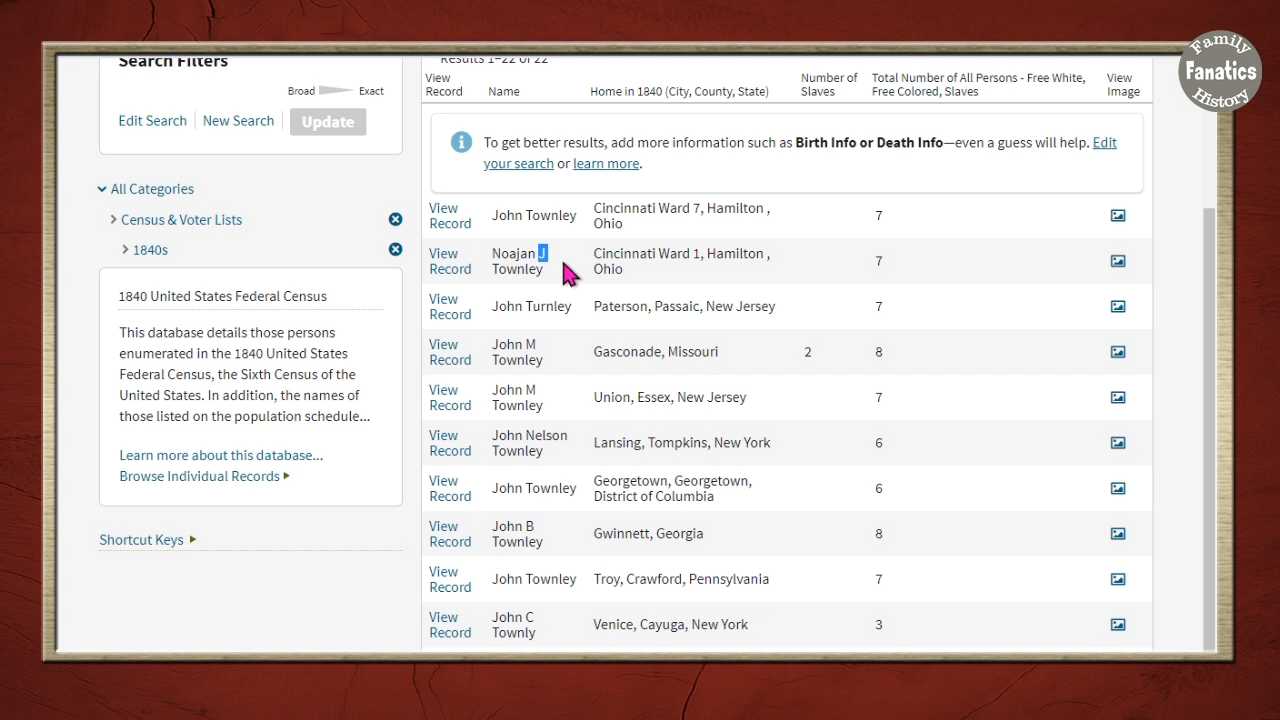 Family
Fanatics
History
Search Filters
Broad Exact
Edit Search New Search Update
All Categories
Census & Voter Lists
1840s
1840 United States Federal Census
This database details those persons
enumerated in the 1840 United States
Federal Census, the Sixth Census of the
United States. In addition, the names of
those listed on the population schedule...
Learn more about this database...
Browse Individual Records
Shortcut Keys
Results 1–22 of 22
View Record Name Home in 1840 (City, County, State) Number of Slaves Total Number of All Persons - Free White, Free Colored, Slaves View Image
To get better results, add more information such as Birth Info or Death Info—even a guess will help. Edit
your search or learn more.
View Record John Townley Cincinnati Ward 7, Hamilton , Ohio 7
View Record Noajan J Townley Cincinnati Ward 1, Hamilton , Ohio 7
View Record John Turnley Paterson, Passaic, New Jersey 7
View Record John M Townley Gasconade, Missouri 2 8
View Record John M Townley Union, Essex, New Jersey 7
View Record John Nelson Townley Lansing, Tompkins, New York 6
View Record John Townley Georgetown, Georgetown, District of Columbia 6
View Record John B Townley Gwinnett, Georgia 8
View Record John Townley Troy, Crawford, Pennsylvania 7
View Record John C Townly Venice, Cayuga, New York 3